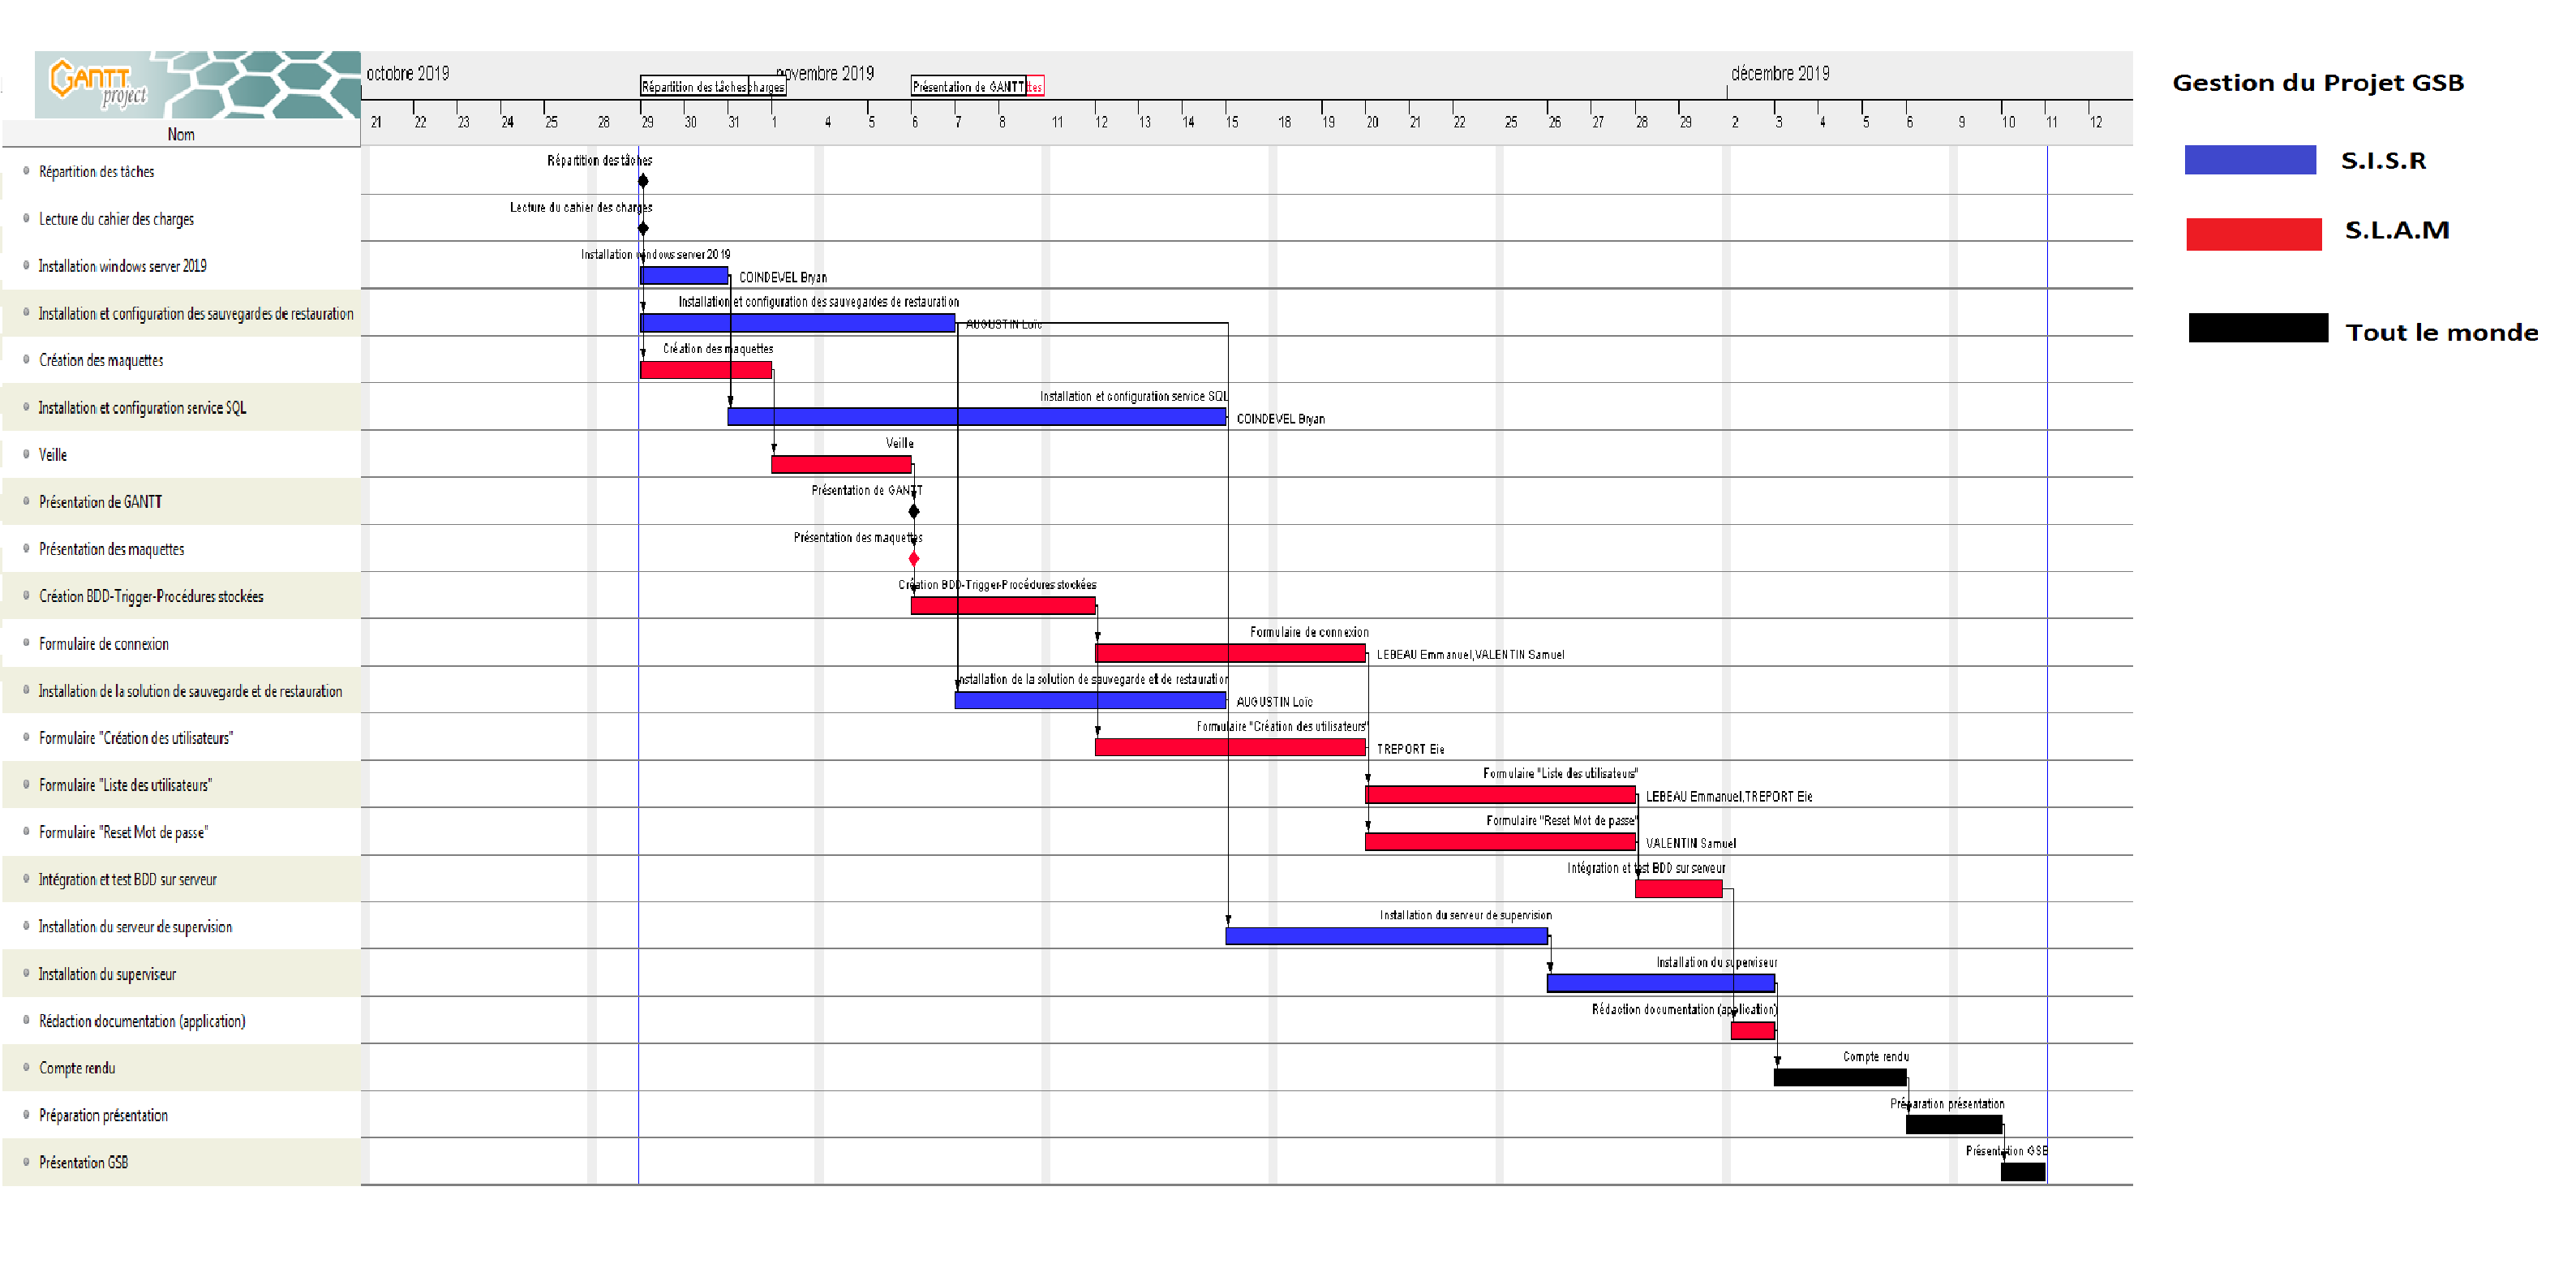 GANTT
project
octobre 2019
novembre 2019
décembre 2019
Répartition des tâches
charges
Présentation de GANTT
ttes
21 22 23 24 25 28 29 30 31 1 4 5 6 7 8 11 12 13 14 15 18 19 20 21 22 25 26 27 28 29 2 3 4 5 6 9 10 11 12
Nom
Gestion du Projet GSB
S.I.S.R
S.L.A.M
Tout le monde
Répartition des tâches
Répartition des tâches
Lecture du cahier des charges
Lecture du cahier des charges
Installation windows server 2019
Installation windows server 2019
COINDEVEL Bryan
Installation et configuration des sauvegardes de restauration
Installation et configuration des sauvegardes de restauration
AUGUSTIN Loïc
Création des maquettes
Création des maquettes
Installation et configuration service SQL
Installation et configuration service SQL
COINDEVEL Bryan
Veille
Veille
Présentation de GANTT
Présentation de GANTT
Présentation des maquettes
Présentation des maquettes
Création BDD-Trigger-Procédures stockées
Création BDD-Trigger-Procédures stockées
Formulaire de connexion
Formulaire de connexion
LEBEAU Emmanuel,VALENTIN Samuel
Installation de la solution de sauvegarde et de restauration
Installation de la solution de sauvegarde et de restauration
AUGUSTIN Loïc
Formulaire "Création des utilisateurs"
Formulaire "Création des utilisateurs"
TREPORT Eie
Formulaire "Liste des utilisateurs"
Formulaire "Liste des utilisateurs"
LEBEAU Emmanuel,TREPORT Eie
Formulaire "Reset Mot de passe"
Formulaire "Reset Mot de passe"
VALENTIN Samuel
Intégration et test BDD sur serveur
Intégration et test BDD sur serveur
Installation du serveur de supervision
Installation du serveur de supervision
Installation du superviseur
Installation du superviseur
Rédaction documentation (application)
Rédaction documentation (application)
Compte rendu
Compte rendu
Préparation présentation
Préparation présentation
Présentation GSB
Présentation GSB